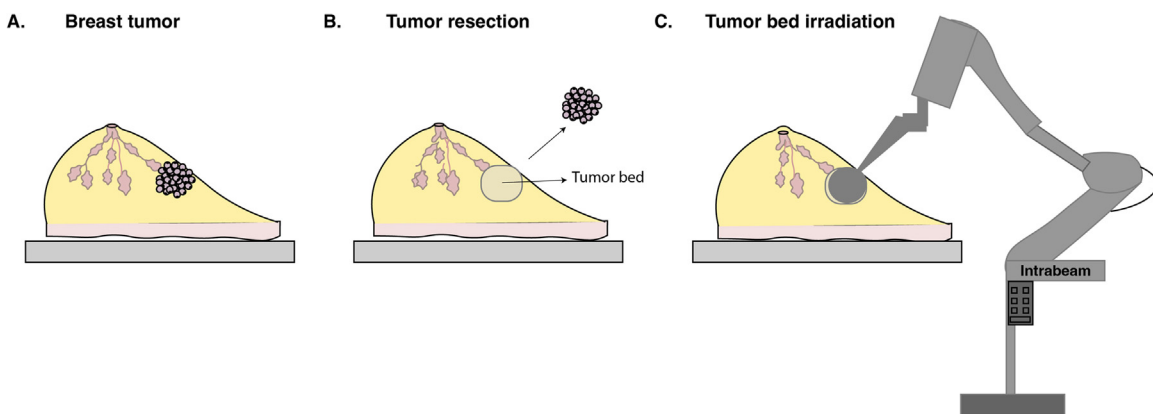 A. Breast tumor
B. Tumor resection
C. Tumor bed irradiation
Tumor bed
Intrabeam